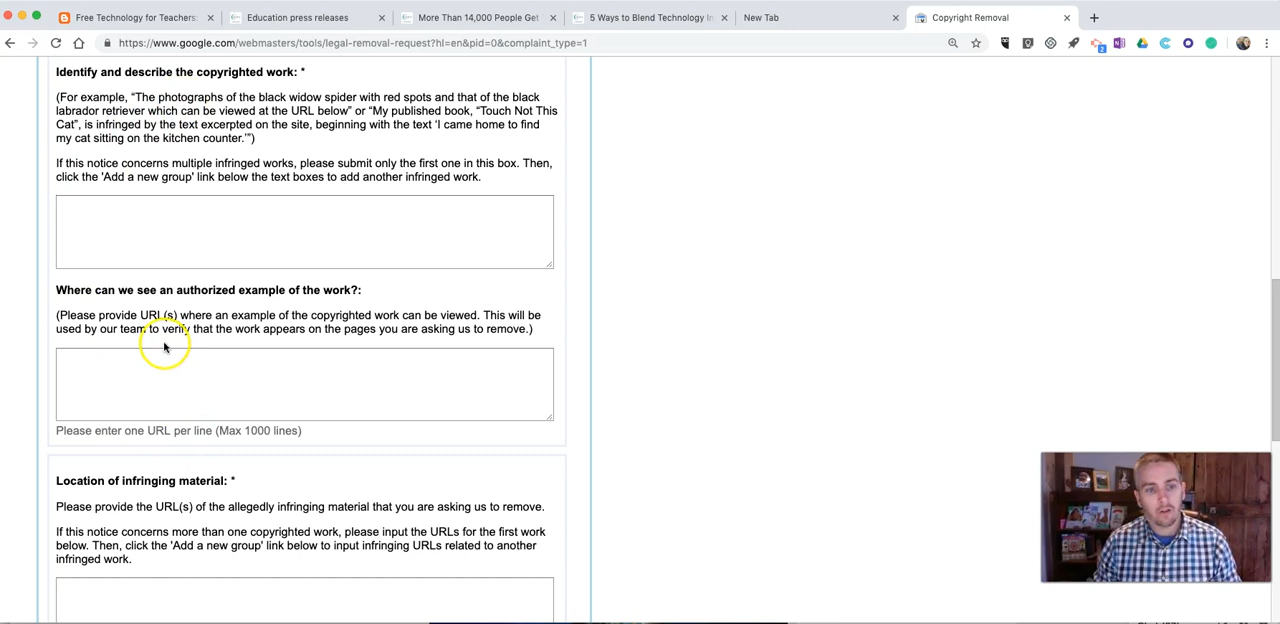 Free Technology for Teachers:
Education press releases
More Than 14,000 People Get
5 Ways to Blend Technology In
New Tab
Copyright Removal
https://www.google.com/webmasters/tools/legal-removal-request?hl=en&pid=0&complaint_type=1
Identify and describe the copyrighted work: *
(For example, “The photographs of the black widow spider with red spots and that of the black
labrador retriever which can be viewed at the URL below” or “My published book, “Touch Not This
Cat”, is infringed by the text excerpted on the site, beginning with the text ‘I came home to find
my cat sitting on the kitchen counter.’”)
If this notice concerns multiple infringed works, please submit only the first one in this box. Then,
click the 'Add a new group' link below the text boxes to add another infringed work.
Where can we see an authorized example of the work?:
(Please provide URL(s) where an example of the copyrighted work can be viewed. This will be
used by our team to verify that the work appears on the pages you are asking us to remove.)
Please enter one URL per line (Max 1000 lines)
Location of infringing material: *
Please provide the URL(s) of the allegedly infringing material that you are asking us to remove.
If this notice concerns more than one copyrighted work, please input the URLs for the first work
below. Then, click the 'Add a new group' link below to input infringing URLs related to another
infringed work.